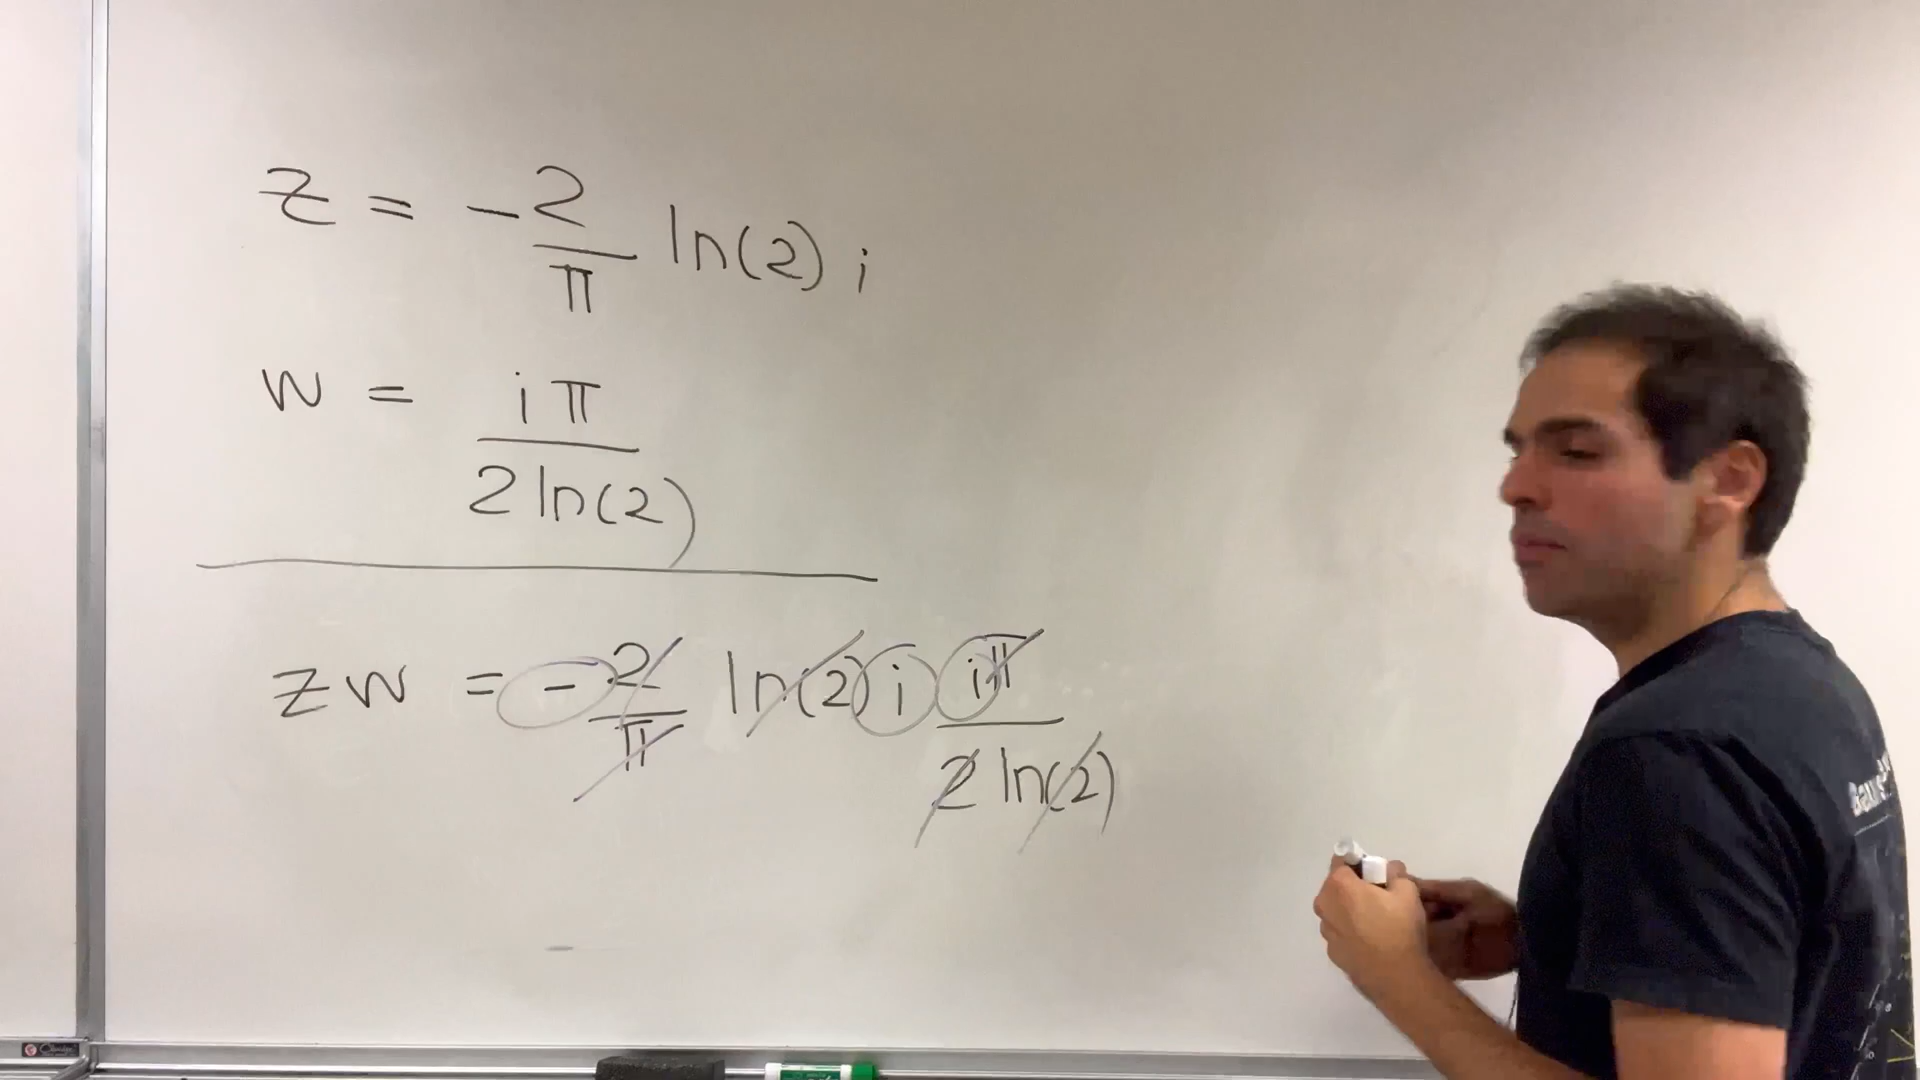 z = - 2/π ln(2) i
w = iπ / 2 ln(2)
zw = - 2/π ln(2) i iπ / 2 ln(2)